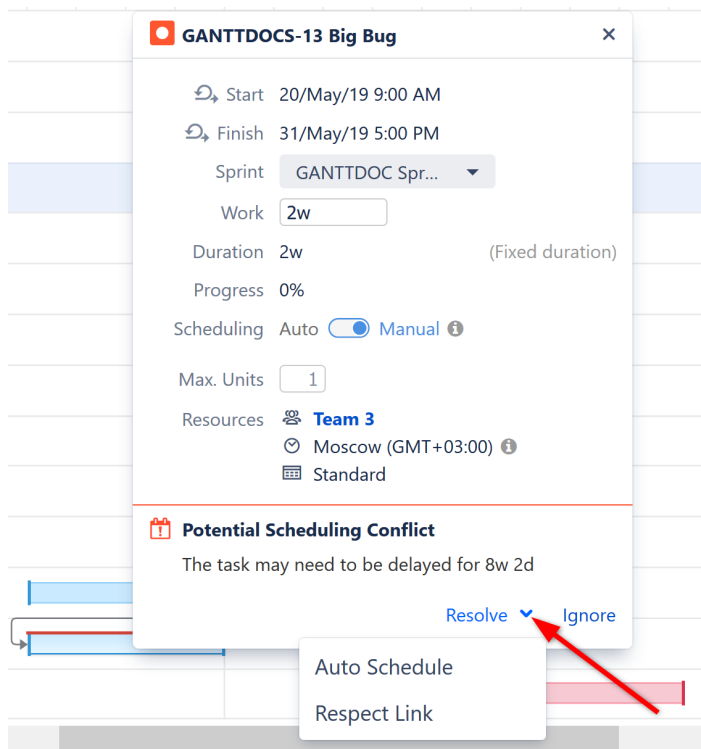 GANTTDOCS-13 Big Bug
Start 20/May/19 9:00 AM
Finish 31/May/19 5:00 PM
Sprint GANTTDOC Spr...
Work 2w
Duration 2w (Fixed duration)
Progress 0%
Scheduling Auto Manual
Max. Units 1
Resources Team 3
Moscow (GMT+03:00)
Standard
Potential Scheduling Conflict
The task may need to be delayed for 8w 2d
Resolve Ignore
Auto Schedule
Respect Link